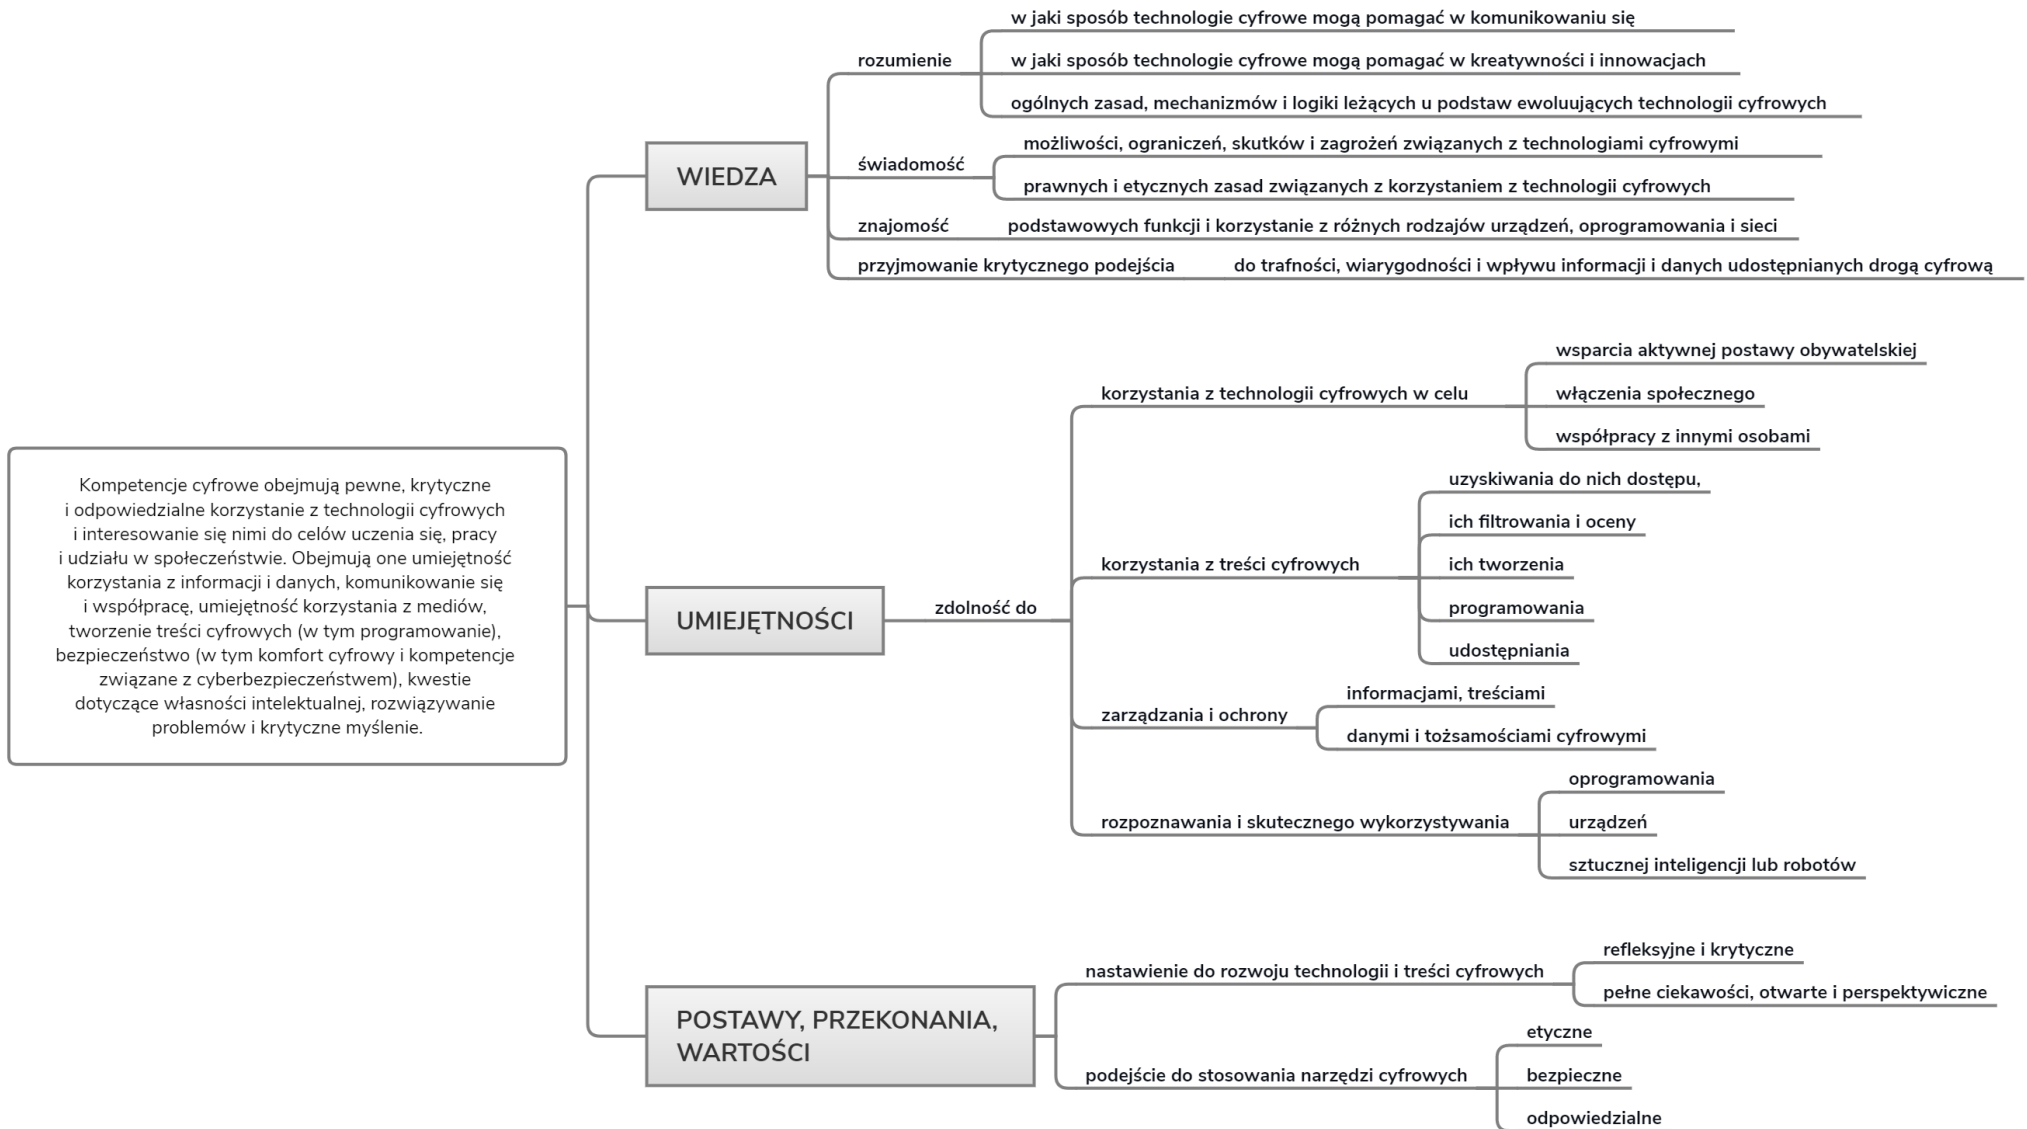 Kompetencje cyfrowe obejmują pewne, krytyczne
i odpowiedzialne korzystanie z technologii cyfrowych
i interesowanie się nimi do celów uczenia się, pracy
i udziału w społeczeństwie. Obejmują one umiejętność
korzystania z informacji i danych, komunikowanie się
i współpracę, umiejętność korzystania z mediów,
tworzenie treści cyfrowych (w tym programowanie),
bezpieczeństwo (w tym komfort cyfrowy i kompetencje
związane z cyberbezpieczeństwem), kwestie
dotyczące własności intelektualnej, rozwiązywanie
problemów i krytyczne myślenie.
WIEDZA
rozumienie
w jaki sposób technologie cyfrowe mogą pomagać w komunikowaniu się
w jaki sposób technologie cyfrowe mogą pomagać w kreatywności i innowacjach
ogólnych zasad, mechanizmów i logiki leżących u podstaw ewoluujących technologii cyfrowych
świadomość
możliwości, ograniczeń, skutków i zagrożeń związanych z technologiami cyfrowymi
prawnych i etycznych zasad związanych z korzystaniem z technologii cyfrowych
znajomość
podstawowych funkcji i korzystanie z różnych rodzajów urządzeń, oprogramowania i sieci
przyjmowanie krytycznego podejścia
do trafności, wiarygodności i wpływu informacji i danych udostępnianych drogą cyfrową
UMIEJĘTNOŚCI
zdolność do
korzystania z technologii cyfrowych w celu
wsparcia aktywnej postawy obywatelskiej
włączenia społecznego
współpracy z innymi osobami
korzystania z treści cyfrowych
uzyskiwania do nich dostępu,
ich filtrowania i oceny
ich tworzenia
programowania
udostępniania
zarządzania i ochrony
informacjami, treściami
danymi i tożsamościami cyfrowymi
rozpoznawania i skutecznego wykorzystywania
oprogramowania
urządzeń
sztucznej inteligencji lub robotów
POSTAWY, PRZEKONANIA,
WARTOŚCI
nastawienie do rozwoju technologii i treści cyfrowych
refleksyjne i krytyczne
pełne ciekawości, otwarte i perspektywiczne
podejście do stosowania narzędzi cyfrowych
etyczne
bezpieczne
odpowiedzialne